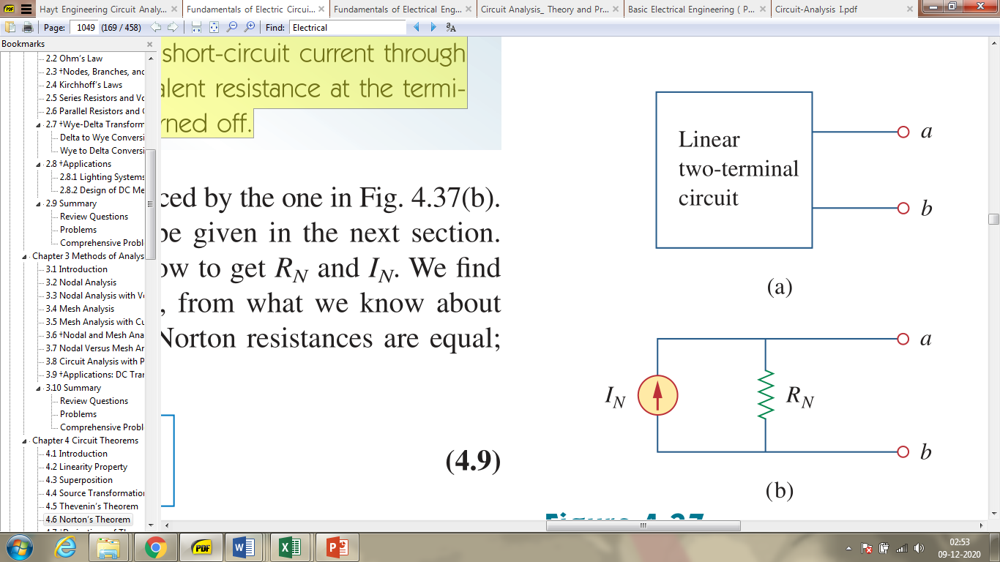 Hayt Engineering Circuit Analy...
Fundamentals of Electric Circui...
Fundamentals of Electrical Eng...
Circuit Analysis_ Theory and Pr...
Basic Electrical Engineering ( P...
Circuit-Analysis I.pdf
Page: 1049 (169 / 458)
Find: Electrical
Bookmarks
2.2 Ohm's Law
2.3 †Nodes, Branches, and
2.4 Kirchhoff's Laws
2.5 Series Resistors and Vo
2.6 Parallel Resistors and
2.7 †Wye-Delta Transform
Delta to Wye Conversi
Wye to Delta Conversi
2.8 †Applications
2.8.1 Lighting Systems
2.8.2 Design of DC Me
2.9 Summary
Review Questions
Problems
Comprehensive Probl
Chapter 3 Methods of Analys
3.1 Introduction
3.2 Nodal Analysis
3.3 Nodal Analysis with Vo
3.4 Mesh Analysis
3.5 Mesh Analysis with Cu
3.6 †Nodal and Mesh Ana
3.7 Nodal Versus Mesh An
3.8 Circuit Analysis with P
3.9 †Applications: DC Tran
3.10 Summary
Review Questions
Problems
Comprehensive Probl
Chapter 4 Circuit Theorems
4.1 Introduction
4.2 Linearity Property
4.3 Superposition
4.4 Source Transformation
4.5 Thevenin's Theorem
4.6 Norton's Theorem
short-circuit current through
alent resistance at the termi-
rned off.
ced by the one in Fig. 4.37(b).
be given in the next section.
ow to get R_N and I_N. We find
, from what we know about
Norton resistances are equal;
(4.9)
Linear
two-terminal
circuit
a
b
(a)
a
I_N
R_N
b
(b)
02:53
09-12-2020